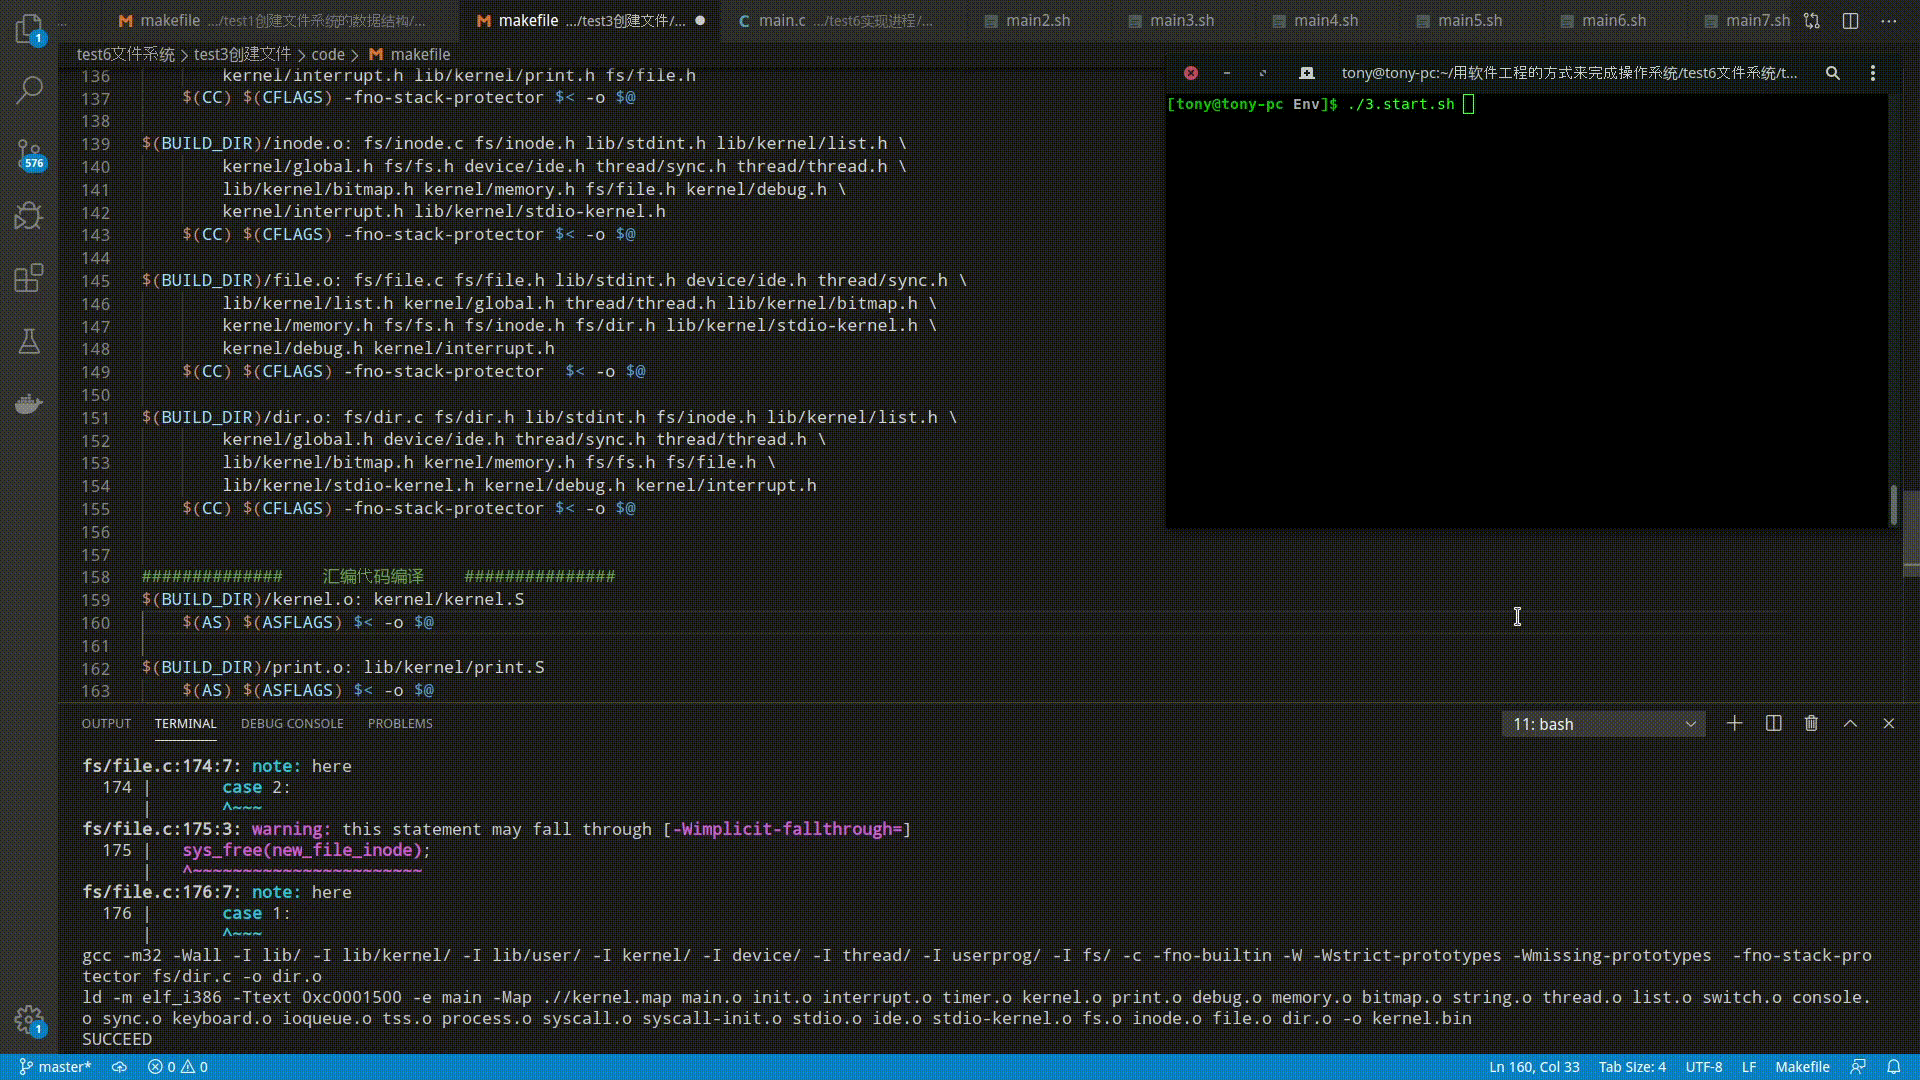 makefile .../test1创建文件系统的数据结构/...
makefile .../test3创建文件/...
main.c .../test6实现进程/...
main2.sh
main3.sh
main4.sh
main5.sh
main6.sh
main7.sh
test6文件系统 > test3创建文件 > code > makefile
136 kernel/interrupt.h lib/kernel/print.h fs/file.h
137 $(CC) $(CFLAGS) -fno-stack-protector $< -o $@
138
139 $(BUILD_DIR)/inode.o: fs/inode.c fs/inode.h lib/stdint.h lib/kernel/list.h \
140 kernel/global.h fs/fs.h device/ide.h thread/sync.h thread/thread.h \
141 lib/kernel/bitmap.h kernel/memory.h fs/file.h kernel/debug.h \
142 kernel/interrupt.h lib/kernel/stdio-kernel.h
143 $(CC) $(CFLAGS) -fno-stack-protector $< -o $@
144
145 $(BUILD_DIR)/file.o: fs/file.c fs/file.h lib/stdint.h device/ide.h thread/sync.h \
146 lib/kernel/list.h kernel/global.h thread/thread.h lib/kernel/bitmap.h \
147 kernel/memory.h fs/fs.h fs/inode.h fs/dir.h lib/kernel/stdio-kernel.h \
148 kernel/debug.h kernel/interrupt.h
149 $(CC) $(CFLAGS) -fno-stack-protector  $< -o $@
150
151 $(BUILD_DIR)/dir.o: fs/dir.c fs/dir.h lib/stdint.h fs/inode.h lib/kernel/list.h \
152 kernel/global.h device/ide.h thread/sync.h thread/thread.h \
153 lib/kernel/bitmap.h kernel/memory.h fs/fs.h fs/file.h \
154 lib/kernel/stdio-kernel.h kernel/debug.h kernel/interrupt.h
155 $(CC) $(CFLAGS) -fno-stack-protector $< -o $@
156
157
158 ############## 汇编代码编译 ###############
159 $(BUILD_DIR)/kernel.o: kernel/kernel.S
160 $(AS) $(ASFLAGS) $< -o $@
161
162 $(BUILD_DIR)/print.o: lib/kernel/print.S
163 $(AS) $(ASFLAGS) $< -o $@
tony@tony-pc:~/用软件工程的方式来完成操作系统/test6文件系统/t...
[tony@tony-pc Env]$ ./3.start.sh
1
576
1
OUTPUT TERMINAL DEBUG CONSOLE PROBLEMS
11: bash
fs/file.c:174:7: note: here
174 | case 2:
| ^~~~
fs/file.c:175:3: warning: this statement may fall through [-Wimplicit-fallthrough=]
175 | sys_free(new_file_inode);
| ^~~~~~~~~~~~~~~~~~~~~~~~
fs/file.c:176:7: note: here
176 | case 1:
| ^~~~
gcc -m32 -Wall -I lib/ -I lib/kernel/ -I lib/user/ -I kernel/ -I device/ -I thread/ -I userprog/ -I fs/ -c -fno-builtin -W -Wstrict-prototypes -Wmissing-prototypes  -fno-stack-pro
tector fs/dir.c -o dir.o
ld -m elf_i386 -Ttext 0xc0001500 -e main -Map .//kernel.map main.o init.o interrupt.o timer.o kernel.o print.o debug.o memory.o bitmap.o string.o thread.o list.o switch.o console.
o sync.o keyboard.o ioqueue.o tss.o process.o syscall.o syscall-init.o stdio.o ide.o stdio-kernel.o fs.o inode.o file.o dir.o -o kernel.bin
SUCCEED
master* 0 0 Ln 160, Col 33 Tab Size: 4 UTF-8 LF Makefile